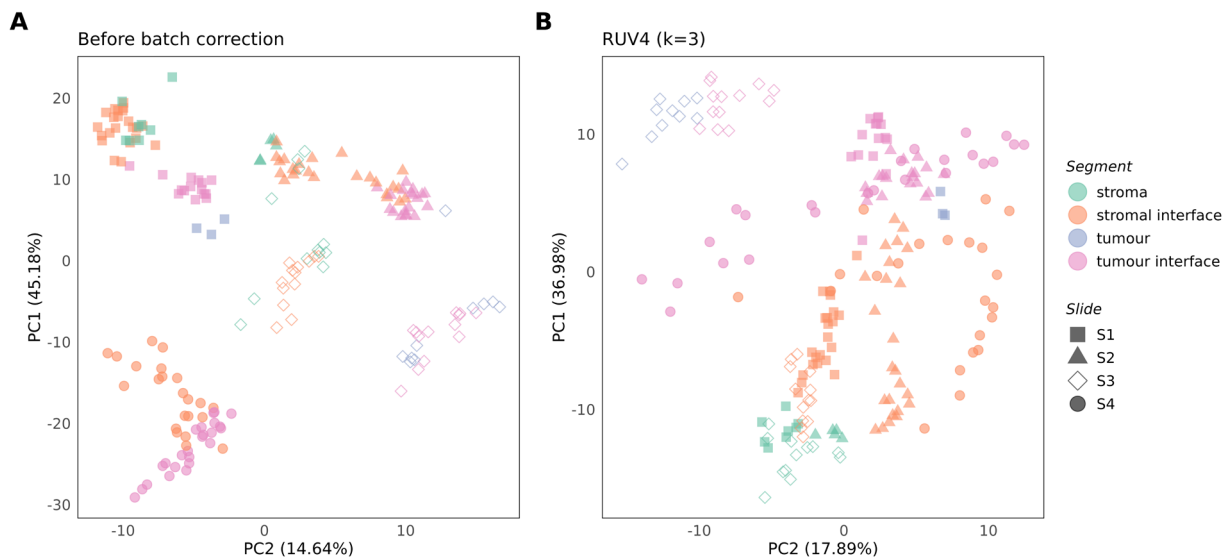 A
Before batch correction
PC1 (45.18%)
20
10
0
-10
-20
-30
-10
0
10
PC2 (14.64%)
B
RUV4 (k=3)
PC1 (36.98%)
10
0
-10
-10
0
10
PC2 (17.89%)
Segment
stroma
stromal interface
tumour
tumour interface
Slide
S1
S2
S3
S4